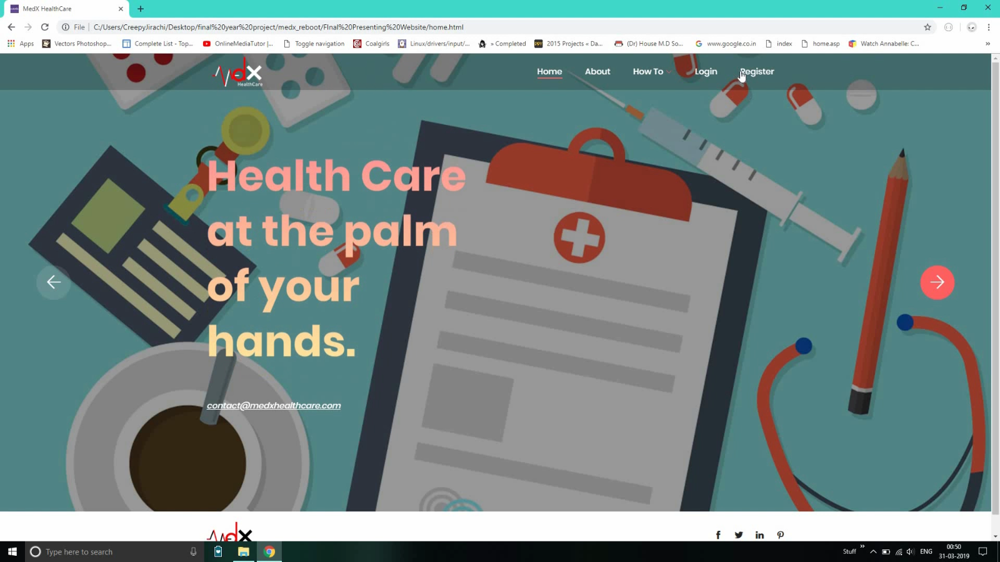 MedX HealthCare
File C:/Users/CreepyJirachi/Desktop/final%20year%20project/medx_reboot/FInal%20Presenting%20Website/home.html
Apps Vectors Photoshop... Complete List - Top... OnlineMediaTutor |... Toggle navigation Coalgirls Linux/drivers/input/... » Completed 2015 Projects « Da... (Dr) House M.D So... www.google.co.in index home.asp Watch Annabelle: C... »
MedX
HealthCare
Home About How To Login Register
Health Care
at the palm
of your
hands.
contact@medxhealthcare.com
MedX
Type here to search
Stuff » ENG
00:50
31-03-2019